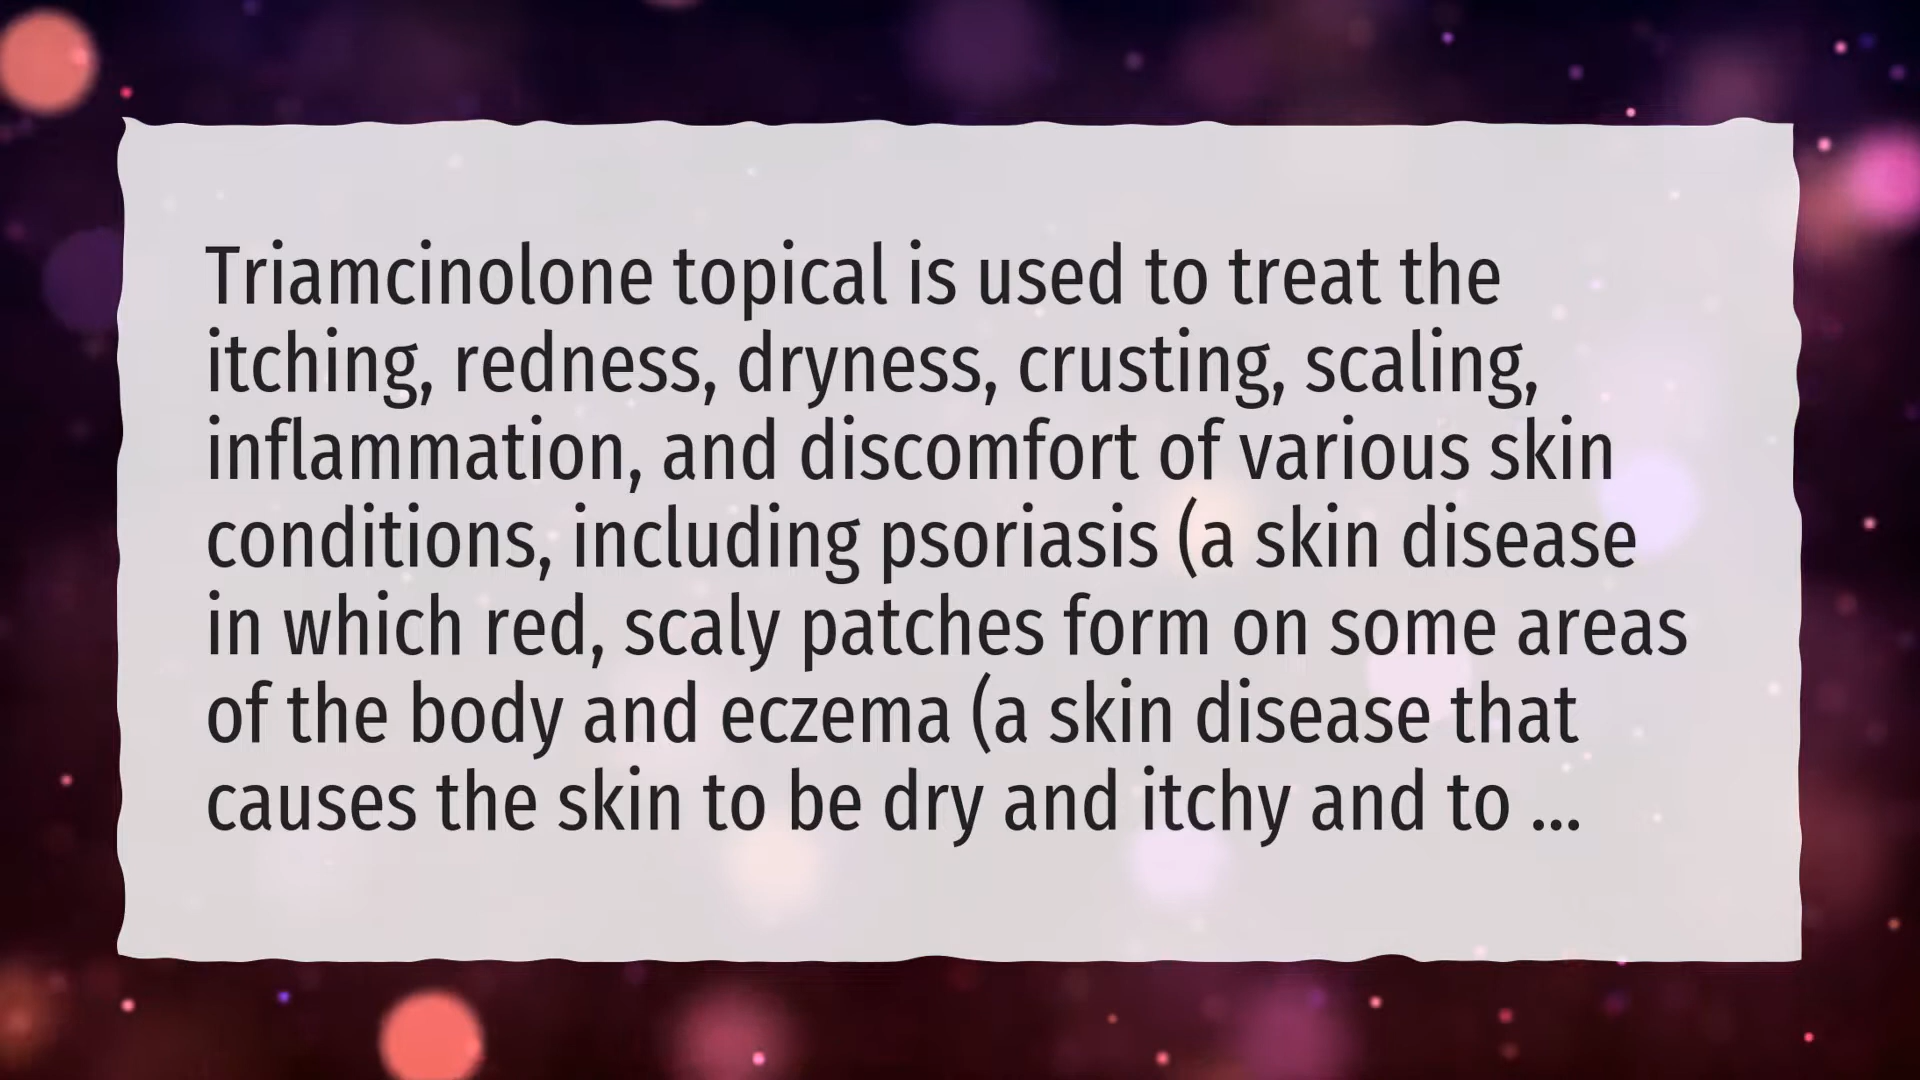 Triamcinolone topical is used to treat the
itching, redness, dryness, crusting, scaling,
inflammation, and discomfort of various skin
conditions, including psoriasis (a skin disease
in which red, scaly patches form on some areas
of the body and eczema (a skin disease that
causes the skin to be dry and itchy and to ...